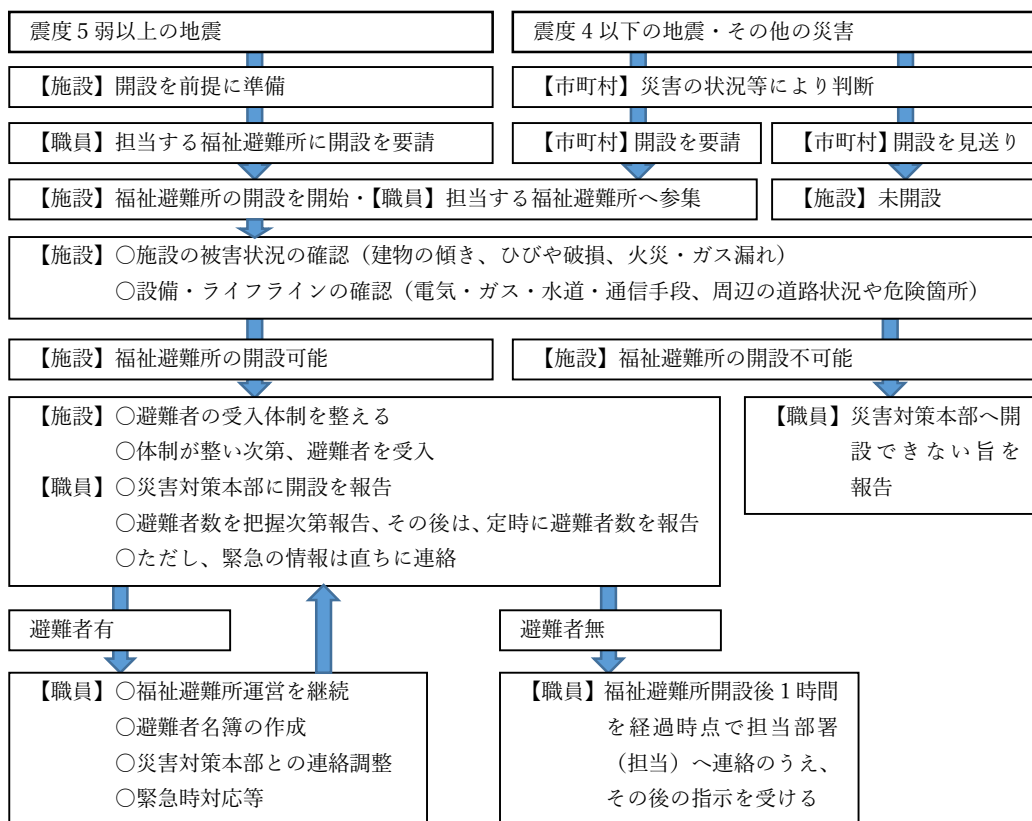 震度５弱以上の地震
震度４以下の地震・その他の災害
【施設】開設を前提に準備
【市町村】災害の状況等により判断
【職員】担当する福祉避難所に開設を要請
【市町村】開設を要請
【市町村】開設を見送り
【施設】福祉避難所の開設を開始・【職員】担当する福祉避難所へ参集
【施設】未開設
【施設】○施設の被害状況の確認（建物の傾き、ひびや破損、火災・ガス漏れ）
○設備・ライフラインの確認（電気・ガス・水道・通信手段、周辺の道路状況や危険箇所）
【施設】福祉避難所の開設可能
【施設】福祉避難所の開設不可能
【施設】○避難者の受入体制を整える
○体制が整い次第、避難者を受入
【職員】○災害対策本部に開設を報告
○避難者数を把握次第報告、その後は、定時に避難者数を報告
○ただし、緊急の情報は直ちに連絡
【職員】災害対策本部へ開
設できない旨を
報告
避難者有
避難者無
【職員】○福祉避難所運営を継続
○避難者名簿の作成
○災害対策本部との連絡調整
○緊急時対応等
【職員】福祉避難所開設後１時間
を経過時点で担当部署
（担当）へ連絡のうえ、
その後の指示を受ける